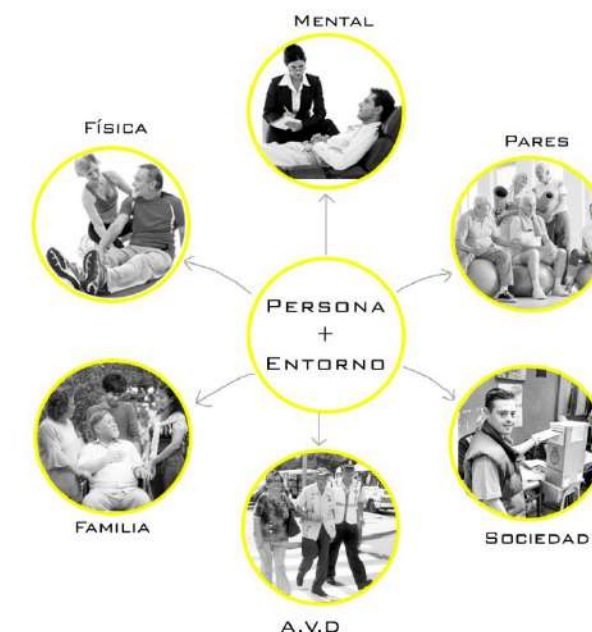 MENTAL
FÍSICA
PARES
PERSONA
+
ENTORNO
FAMILIA
SOCIEDAD
A.V.D